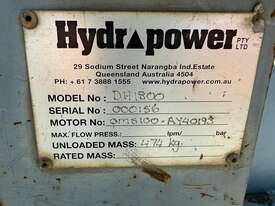 Hydrapower PTY LTD
29 Sodium Street Narangba Ind.Estate
Queensland Australia 4504
PH + 61 7 3888 1155 www.hydrapower.com.au
MODEL No: DH1800
SERIAL No: 000156
MOTOR No:
MAX. FLOW PRESS: lpm/ bar
UNLOADED MASS: 474 kg.
RATED MASS: